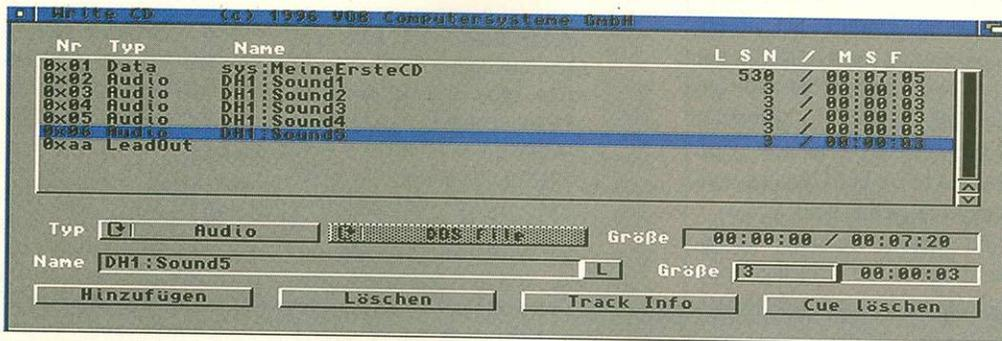 Write CD (c) 1996 VOB Computersysteme GmbH
Nr Typ Name L S N / M S F
0x01 Data sys:MeineErsteCD 530 / 00:07:05
0x02 Audio DH1:Sound1 3 / 00:00:03
0x03 Audio DH1:Sound2 3 / 00:00:03
0x04 Audio DH1:Sound3 3 / 00:00:03
0x05 Audio DH1:Sound4 3 / 00:00:03
0x06 Audio DH1:Sound5 3 / 00:00:03
0xaa LeadOut
Typ Audio DOS File Größe 00:00:00 / 00:07:20
Name DH1:Sound5 L Größe 3 00:00:03
Hinzufügen Löschen Track Info Cue löschen